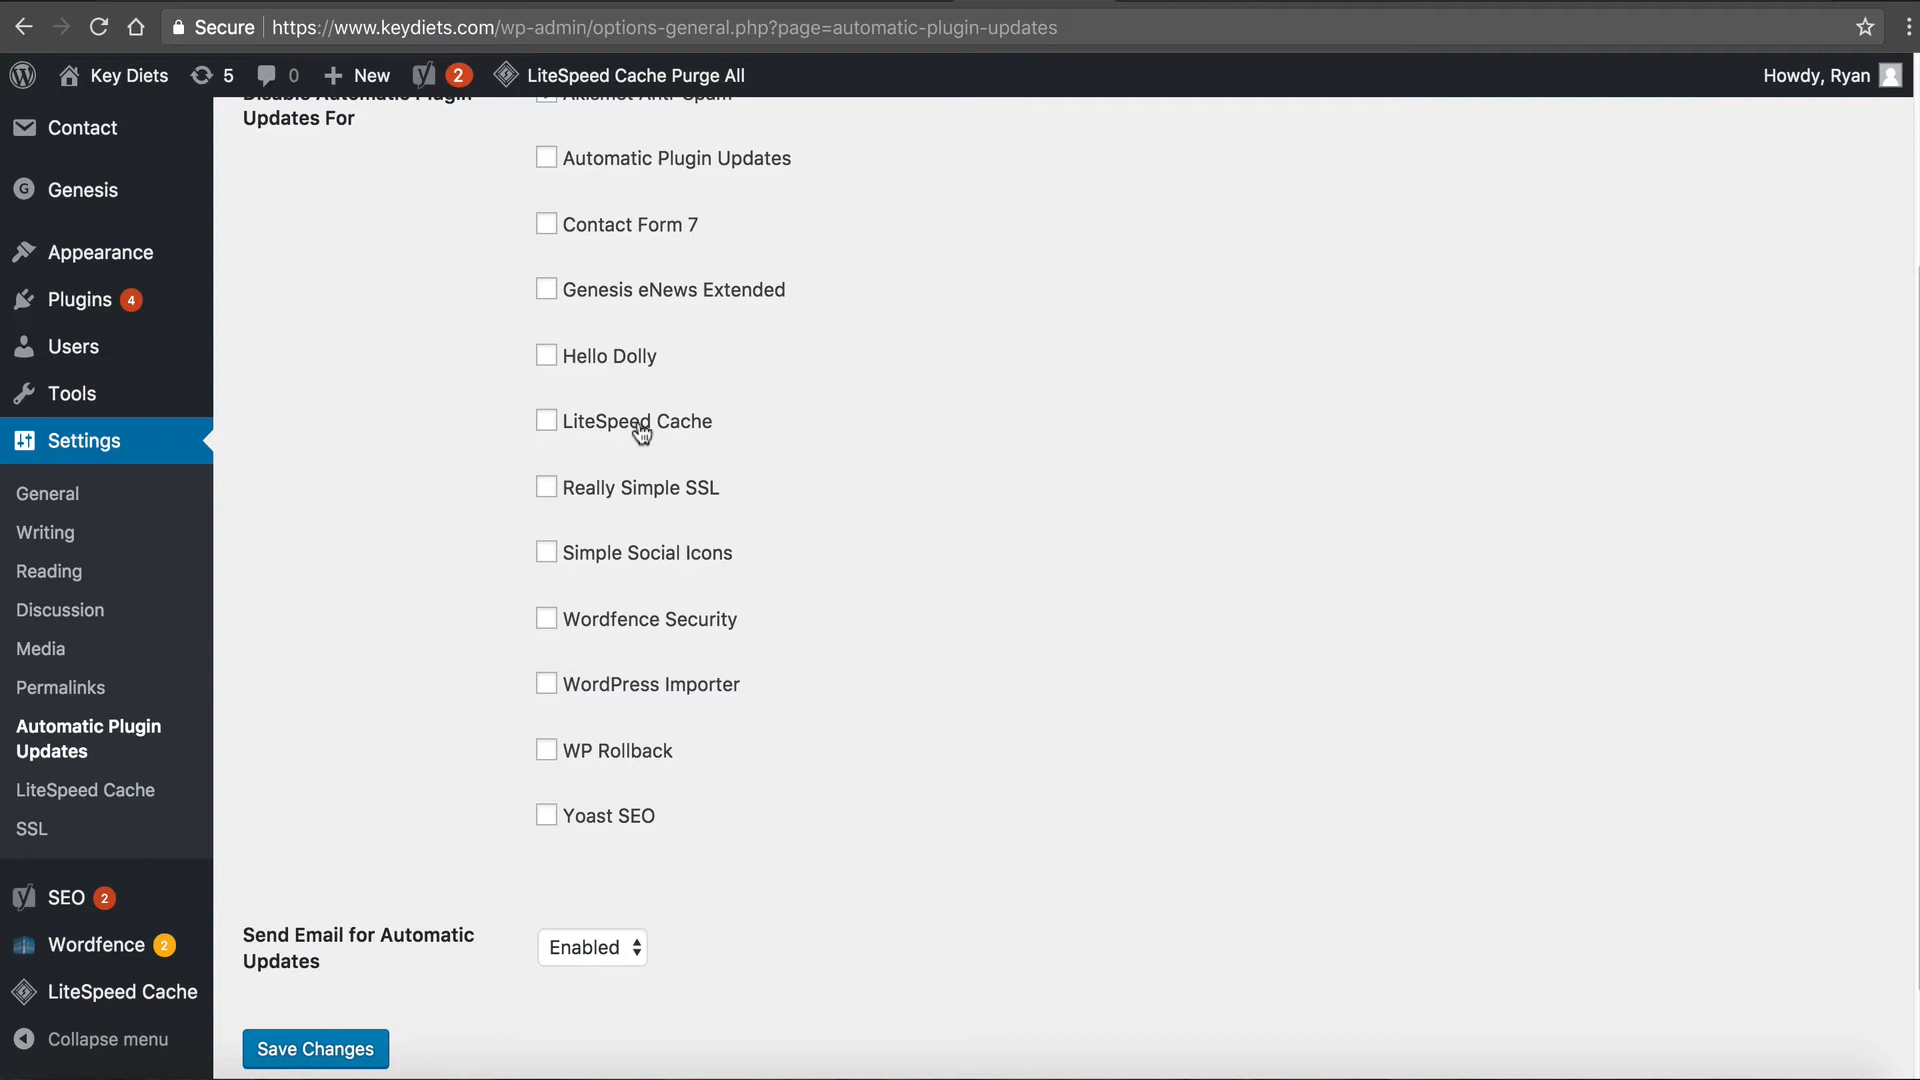 Secure https://www.keydiets.com/wp-admin/options-general.php?page=automatic-plugin-updates
Key Diets 5 0 New 2 LiteSpeed Cache Purge All Howdy, Ryan
Contact
Genesis
Appearance
Plugins 4
Users
Tools
Settings
General
Writing
Reading
Discussion
Media
Permalinks
Automatic Plugin
Updates
LiteSpeed Cache
SSL
SEO 2
Wordfence 2
LiteSpeed Cache
Collapse menu
Disable Automatic Plugin
Updates For
Akismet Anti-Spam
Automatic Plugin Updates
Contact Form 7
Genesis eNews Extended
Hello Dolly
LiteSpeed Cache
Really Simple SSL
Simple Social Icons
Wordfence Security
WordPress Importer
WP Rollback
Yoast SEO
Send Email for Automatic
Updates
Enabled
Save Changes